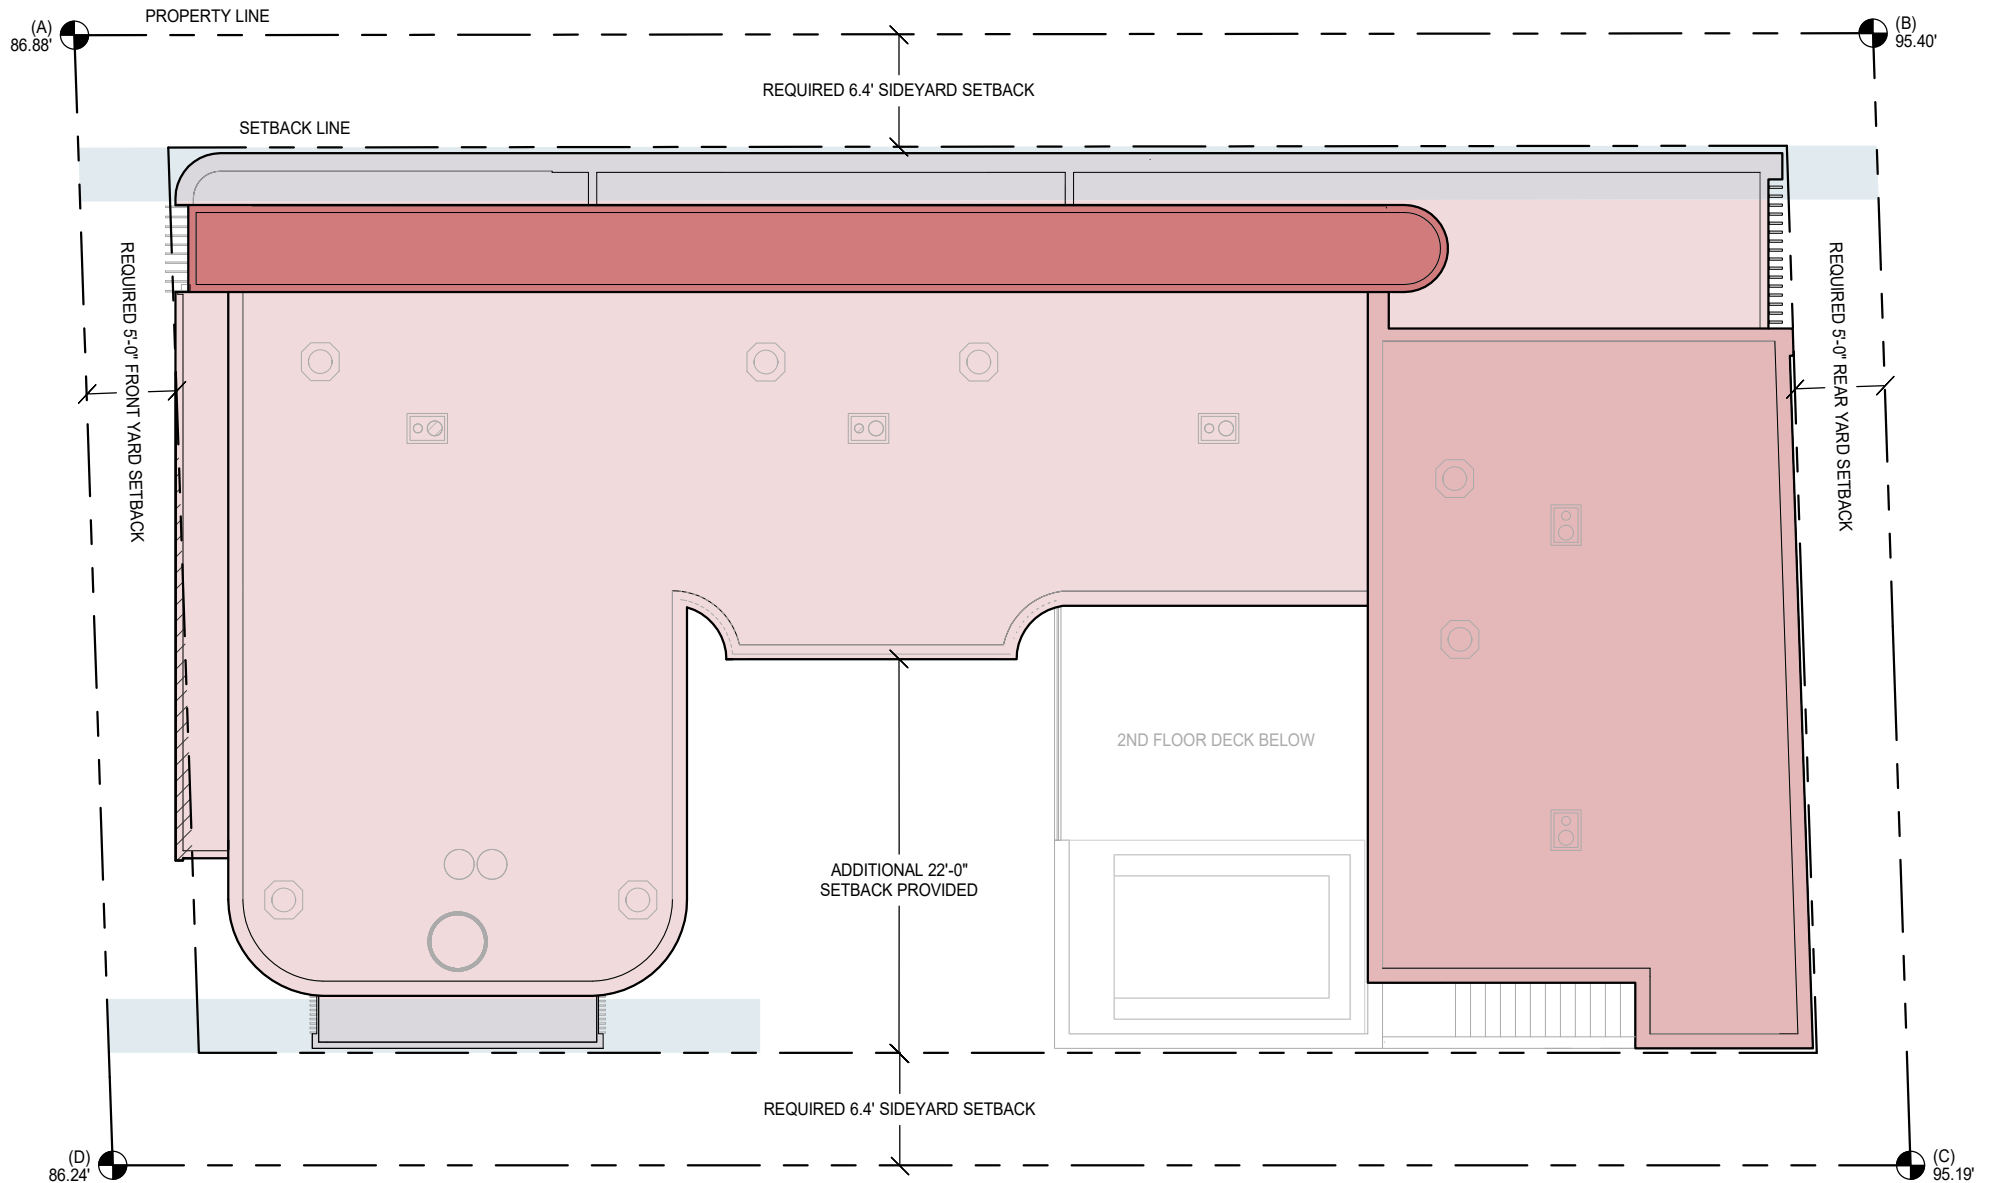 PROPERTY LINE
(A)
86.88'
(B)
95.40'
REQUIRED 6.4' SIDEYARD SETBACK
SETBACK LINE
REQUIRED 5'-0" FRONT YARD SETBACK
REQUIRED 5'-0" REAR YARD SETBACK
2ND FLOOR DECK BELOW
ADDITIONAL 22'-0"
SETBACK PROVIDED
REQUIRED 6.4' SIDEYARD SETBACK
(D)
86.24'
(C)
95.19'